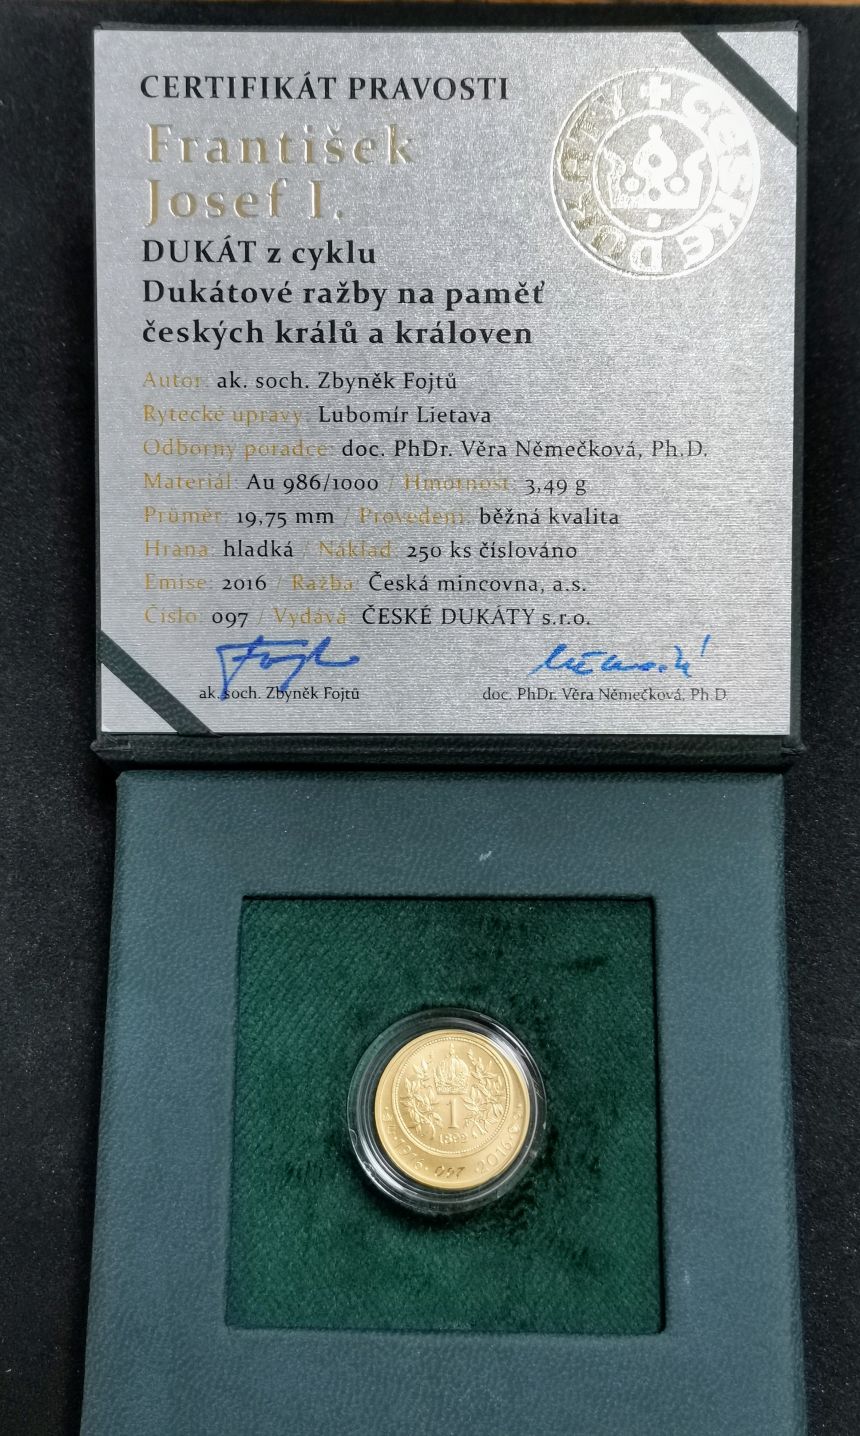 CERTIFIKÁT PRAVOSTI
ČESKÉ DUKÁTY
František
Josef I.
DUKÁT z cyklu
Dukátové ražby na paměť
českých králů a královen
Autor: ak. soch. Zbyněk Fojtů
Rytecké úpravy: Lubomír Lietava
Odborný poradce: doc. PhDr. Věra Němečková, Ph.D.
Materiál: Au 986/1000 / Hmotnost: 3,49 g
Průměr: 19,75 mm / Provedení: běžná kvalita
Hrana: hladká / Náklad: 250 ks číslováno
Emise: 2016 / Ražba: Česká mincovna, a.s.
Číslo: 097 / Vydává: ČESKÉ DUKÁTY s.r.o.
ak. soch. Zbyněk Fojtů
doc. PhDr. Věra Němečková, Ph.D.
1
1892
1916 · 097 · 2016